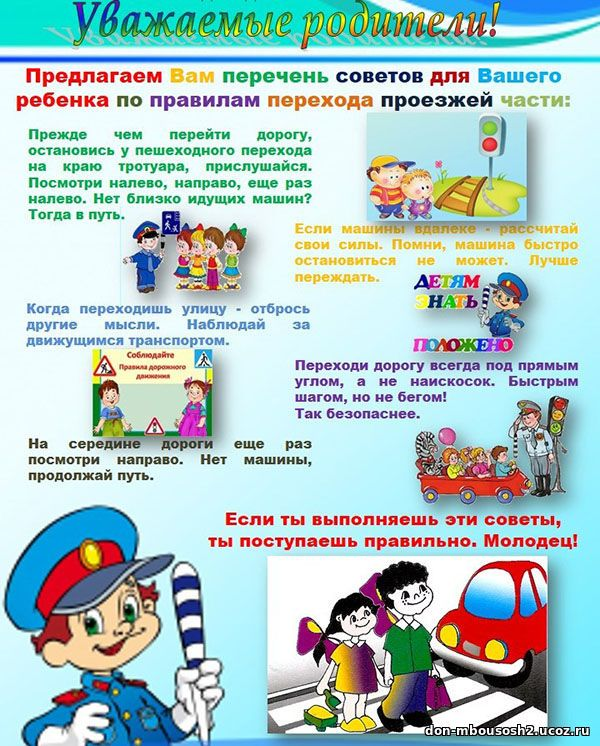 Уважаемые родители!
Предлагаем Вам перечень советов для Вашего
ребенка по правилам перехода проезжей части:
Прежде чем перейти дорогу,
остановись у пешеходного перехода
на краю тротуара, прислушайся.
Посмотри налево, направо, еще раз
налево. Нет близко идущих машин?
Тогда в путь.
Если машины вдалеке - рассчитай
свои силы. Помни, машина быстро
остановиться не может. Лучше
переждать.
ДЕТЯМ
ЗНАТЬ
ПОЛОЖЕНО
Когда переходишь улицу - отбрось
другие мысли. Наблюдай за
движущимся транспортом.
Соблюдайте
Правила дорожного
движения
Переходи дорогу всегда под прямым
углом, а не наискосок. Быстрым
шагом, но не бегом!
Так безопаснее.
На середине дороги еще раз
посмотри направо. Нет машины,
продолжай путь.
Если ты выполняешь эти советы,
ты поступаешь правильно. Молодец!
don-mbousosh2.ucoz.ru